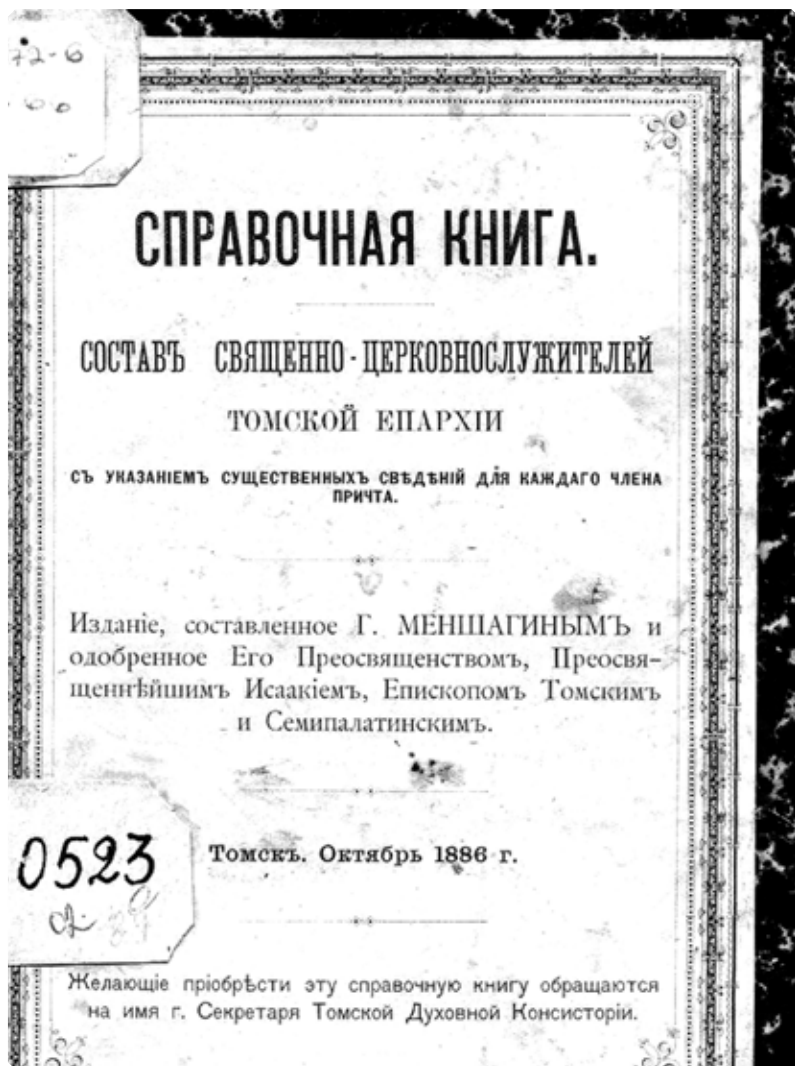 72-6
СПРАВОЧНАЯ КНИГА.
СОСТАВЪ СВЯЩЕННО-ЦЕРКОВНОСЛУЖИТЕЛЕЙ
ТОМСКОЙ ЕПАРХІИ
СЪ УКАЗАНІЕМЪ СУЩЕСТВЕННЫХЪ СВѢДѢНІЙ ДЛЯ КАЖДАГО ЧЛЕНА
ПРИЧТА.
Изданіе, составленное Г. МЕНШАГИНЫМЪ и
одобренное Его Преосвященствомъ, Преосвя-
щеннѣйшимъ Исаакіемъ, Епископомъ Томскимъ
и Семипалатинскимъ.
0523
Томскъ. Октябрь 1886 г.
Желающіе пріобрѣсти эту справочную книгу обращаются
на имя г. Секретаря Томской Духовной Консисторіи.